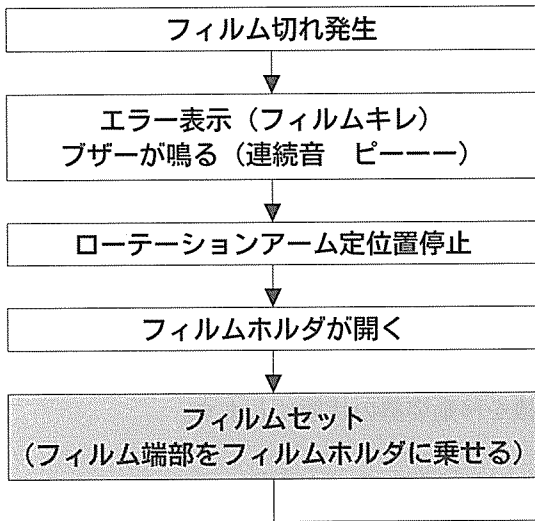 フィルム切れ発生
エラー表示（フィルムキレ）
ブザーが鳴る（連続音　ピーーー）
ローテーションアーム定位置停止
フィルムホルダが開く
フィルムセット
（フィルム端部をフィルムホルダに乗せる）